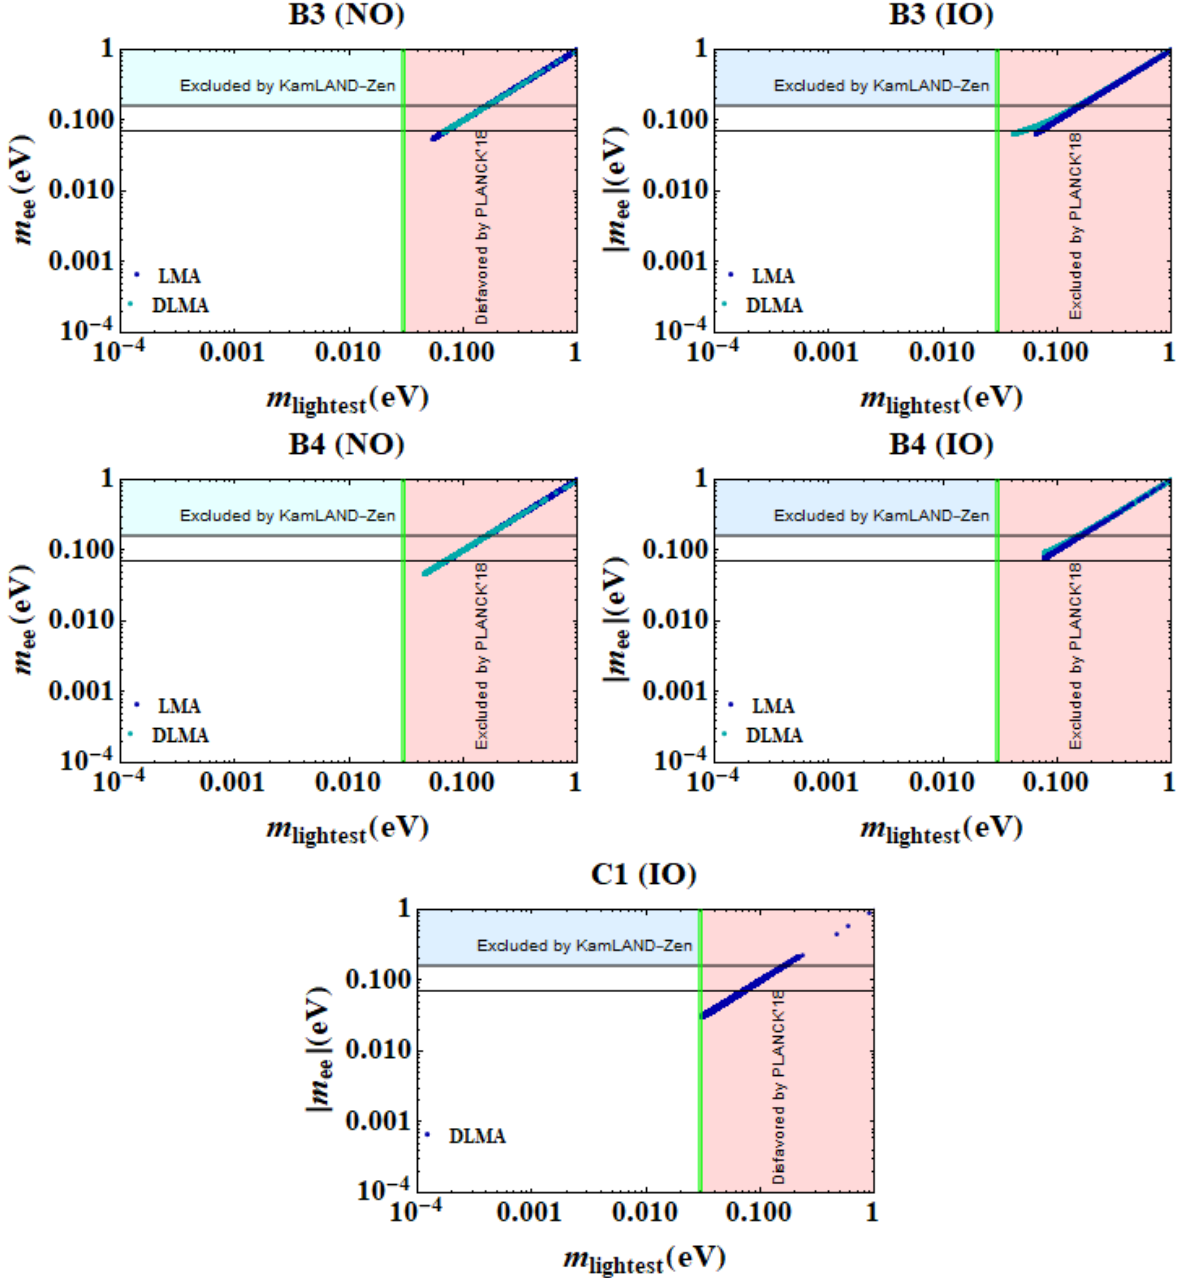 B3 (NO)
1
0.100
0.010
0.001
10⁻⁴
m_ee(eV)
Excluded by KamLAND–Zen
Disfavored by PLANCK'18
LMA
DLMA
10⁻⁴ 0.001 0.010 0.100 1
m_lightest(eV)
B3 (IO)
1
0.100
0.010
0.001
10⁻⁴
|m_ee|(eV)
Excluded by KamLAND–Zen
Excluded by PLANCK'18
LMA
DLMA
10⁻⁴ 0.001 0.010 0.100 1
m_lightest(eV)
B4 (NO)
1
0.100
0.010
0.001
10⁻⁴
m_ee(eV)
Excluded by KamLAND–Zen
Excluded by PLANCK'18
LMA
DLMA
10⁻⁴ 0.001 0.010 0.100 1
m_lightest(eV)
B4 (IO)
1
0.100
0.010
0.001
10⁻⁴
|m_ee|(eV)
Excluded by KamLAND–Zen
Excluded by PLANCK'18
LMA
DLMA
10⁻⁴ 0.001 0.010 0.100 1
m_lightest(eV)
C1 (IO)
1
0.100
0.010
0.001
10⁻⁴
|m_ee|(eV)
Excluded by KamLAND–Zen
Disfavored by PLANCK'18
DLMA
10⁻⁴ 0.001 0.010 0.100 1
m_lightest(eV)